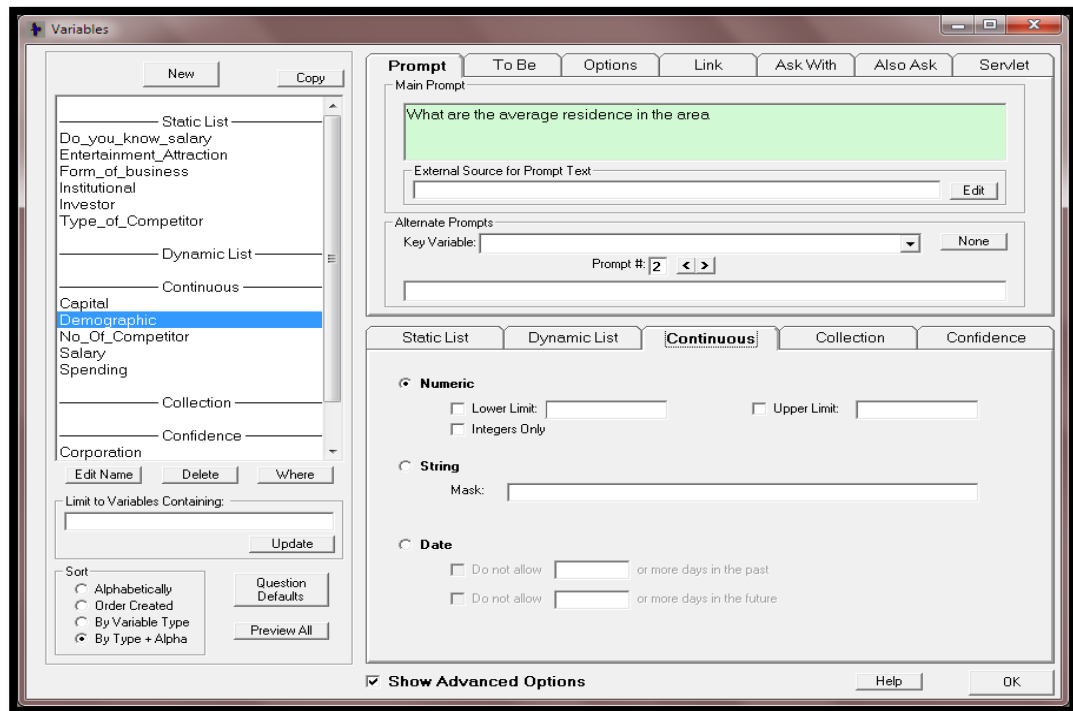 Variables
New
Copy
Static List
Do_you_know_salary
Entertainment_Attraction
Form_of_business
Institutional
Investor
Type_of_Competitor
Dynamic List
Continuous
Capital
Demographic
No_Of_Competitor
Salary
Spending
Collection
Confidence
Corporation
Edit Name Delete Where
Limit to Variables Containing:
Update
Sort
Alphabetically
Order Created
By Variable Type
By Type + Alpha
Question Defaults
Preview All
Prompt To Be Options Link Ask With Also Ask Servlet
Main Prompt
What are the average residence in the area
External Source for Prompt Text
Edit
Alternate Prompts
Key Variable: None
Prompt #: 2 < >
Static List Dynamic List Continuous Collection Confidence
Numeric
Lower Limit: Upper Limit:
Integers Only
String
Mask:
Date
Do not allow or more days in the past
Do not allow or more days in the future
Show Advanced Options Help OK